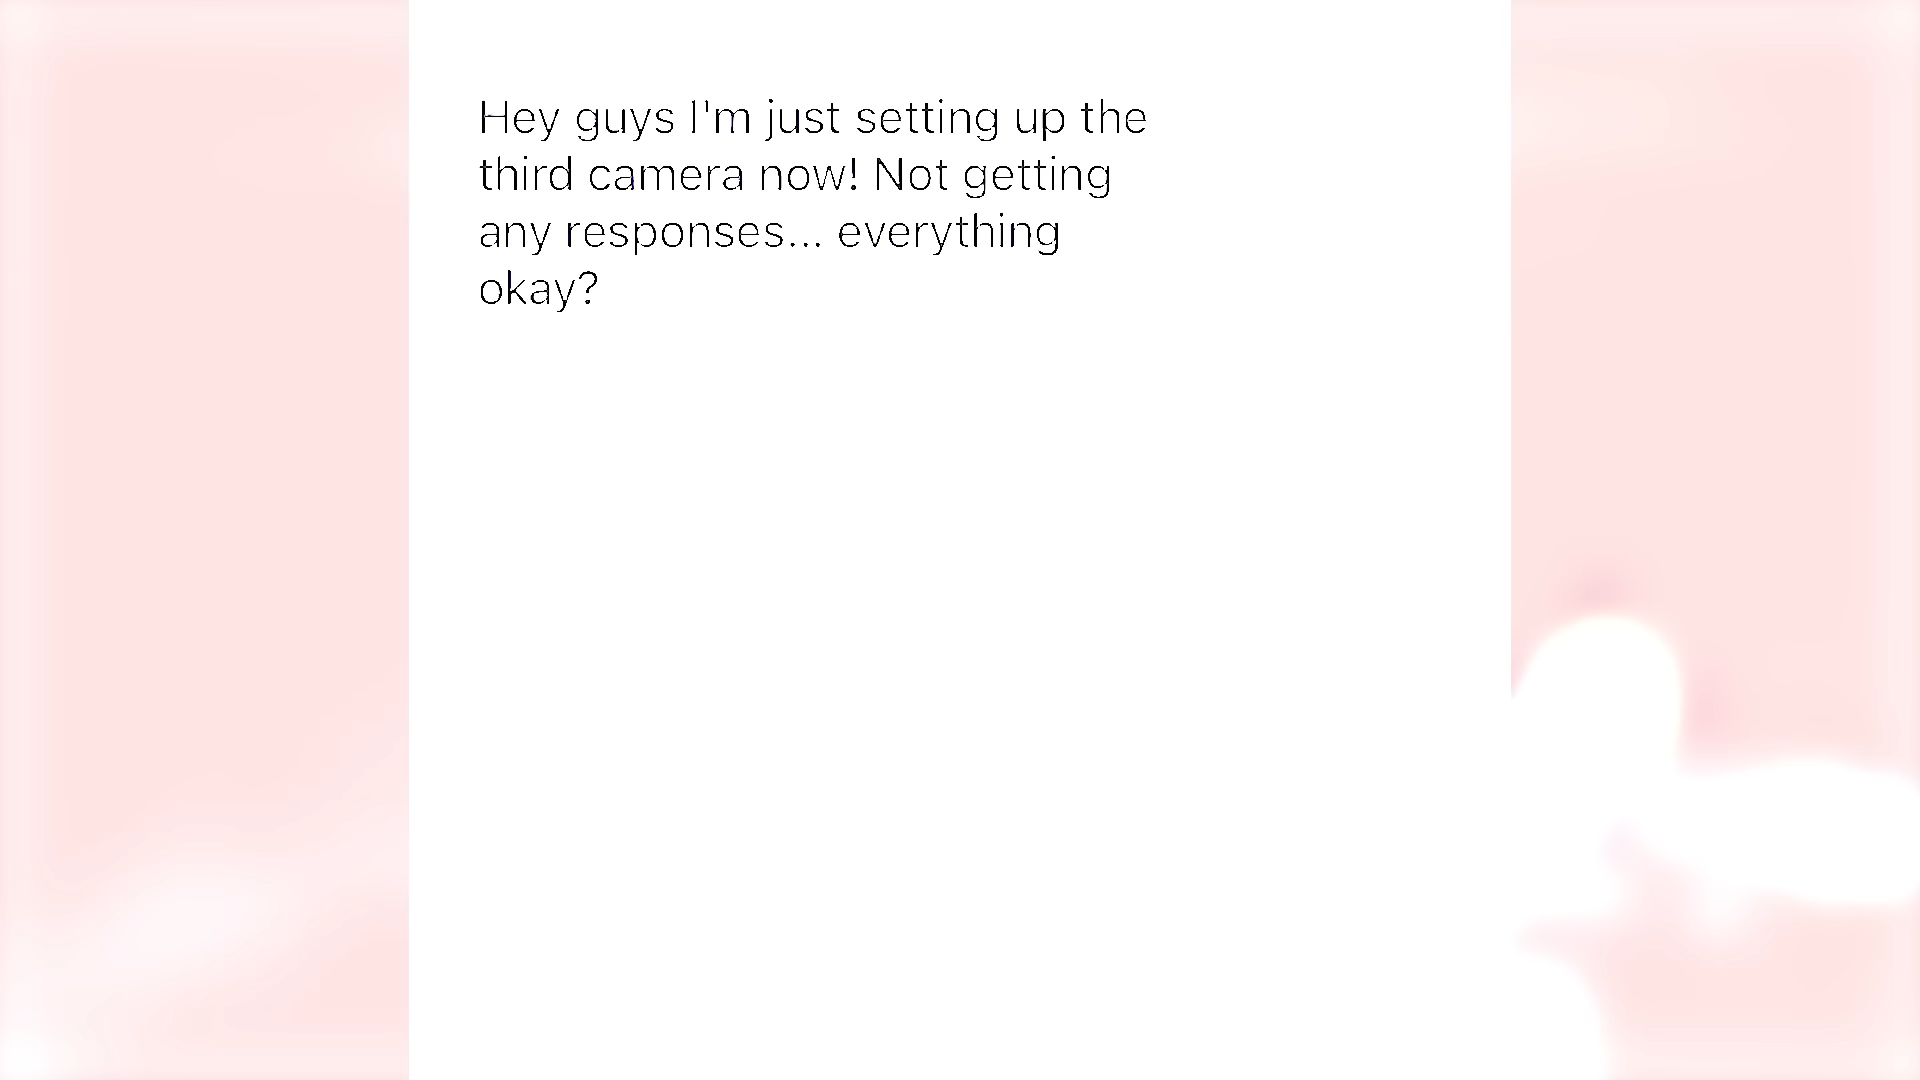 Hey guys I'm just setting up the
third camera now! Not getting
any responses... everything
okay?